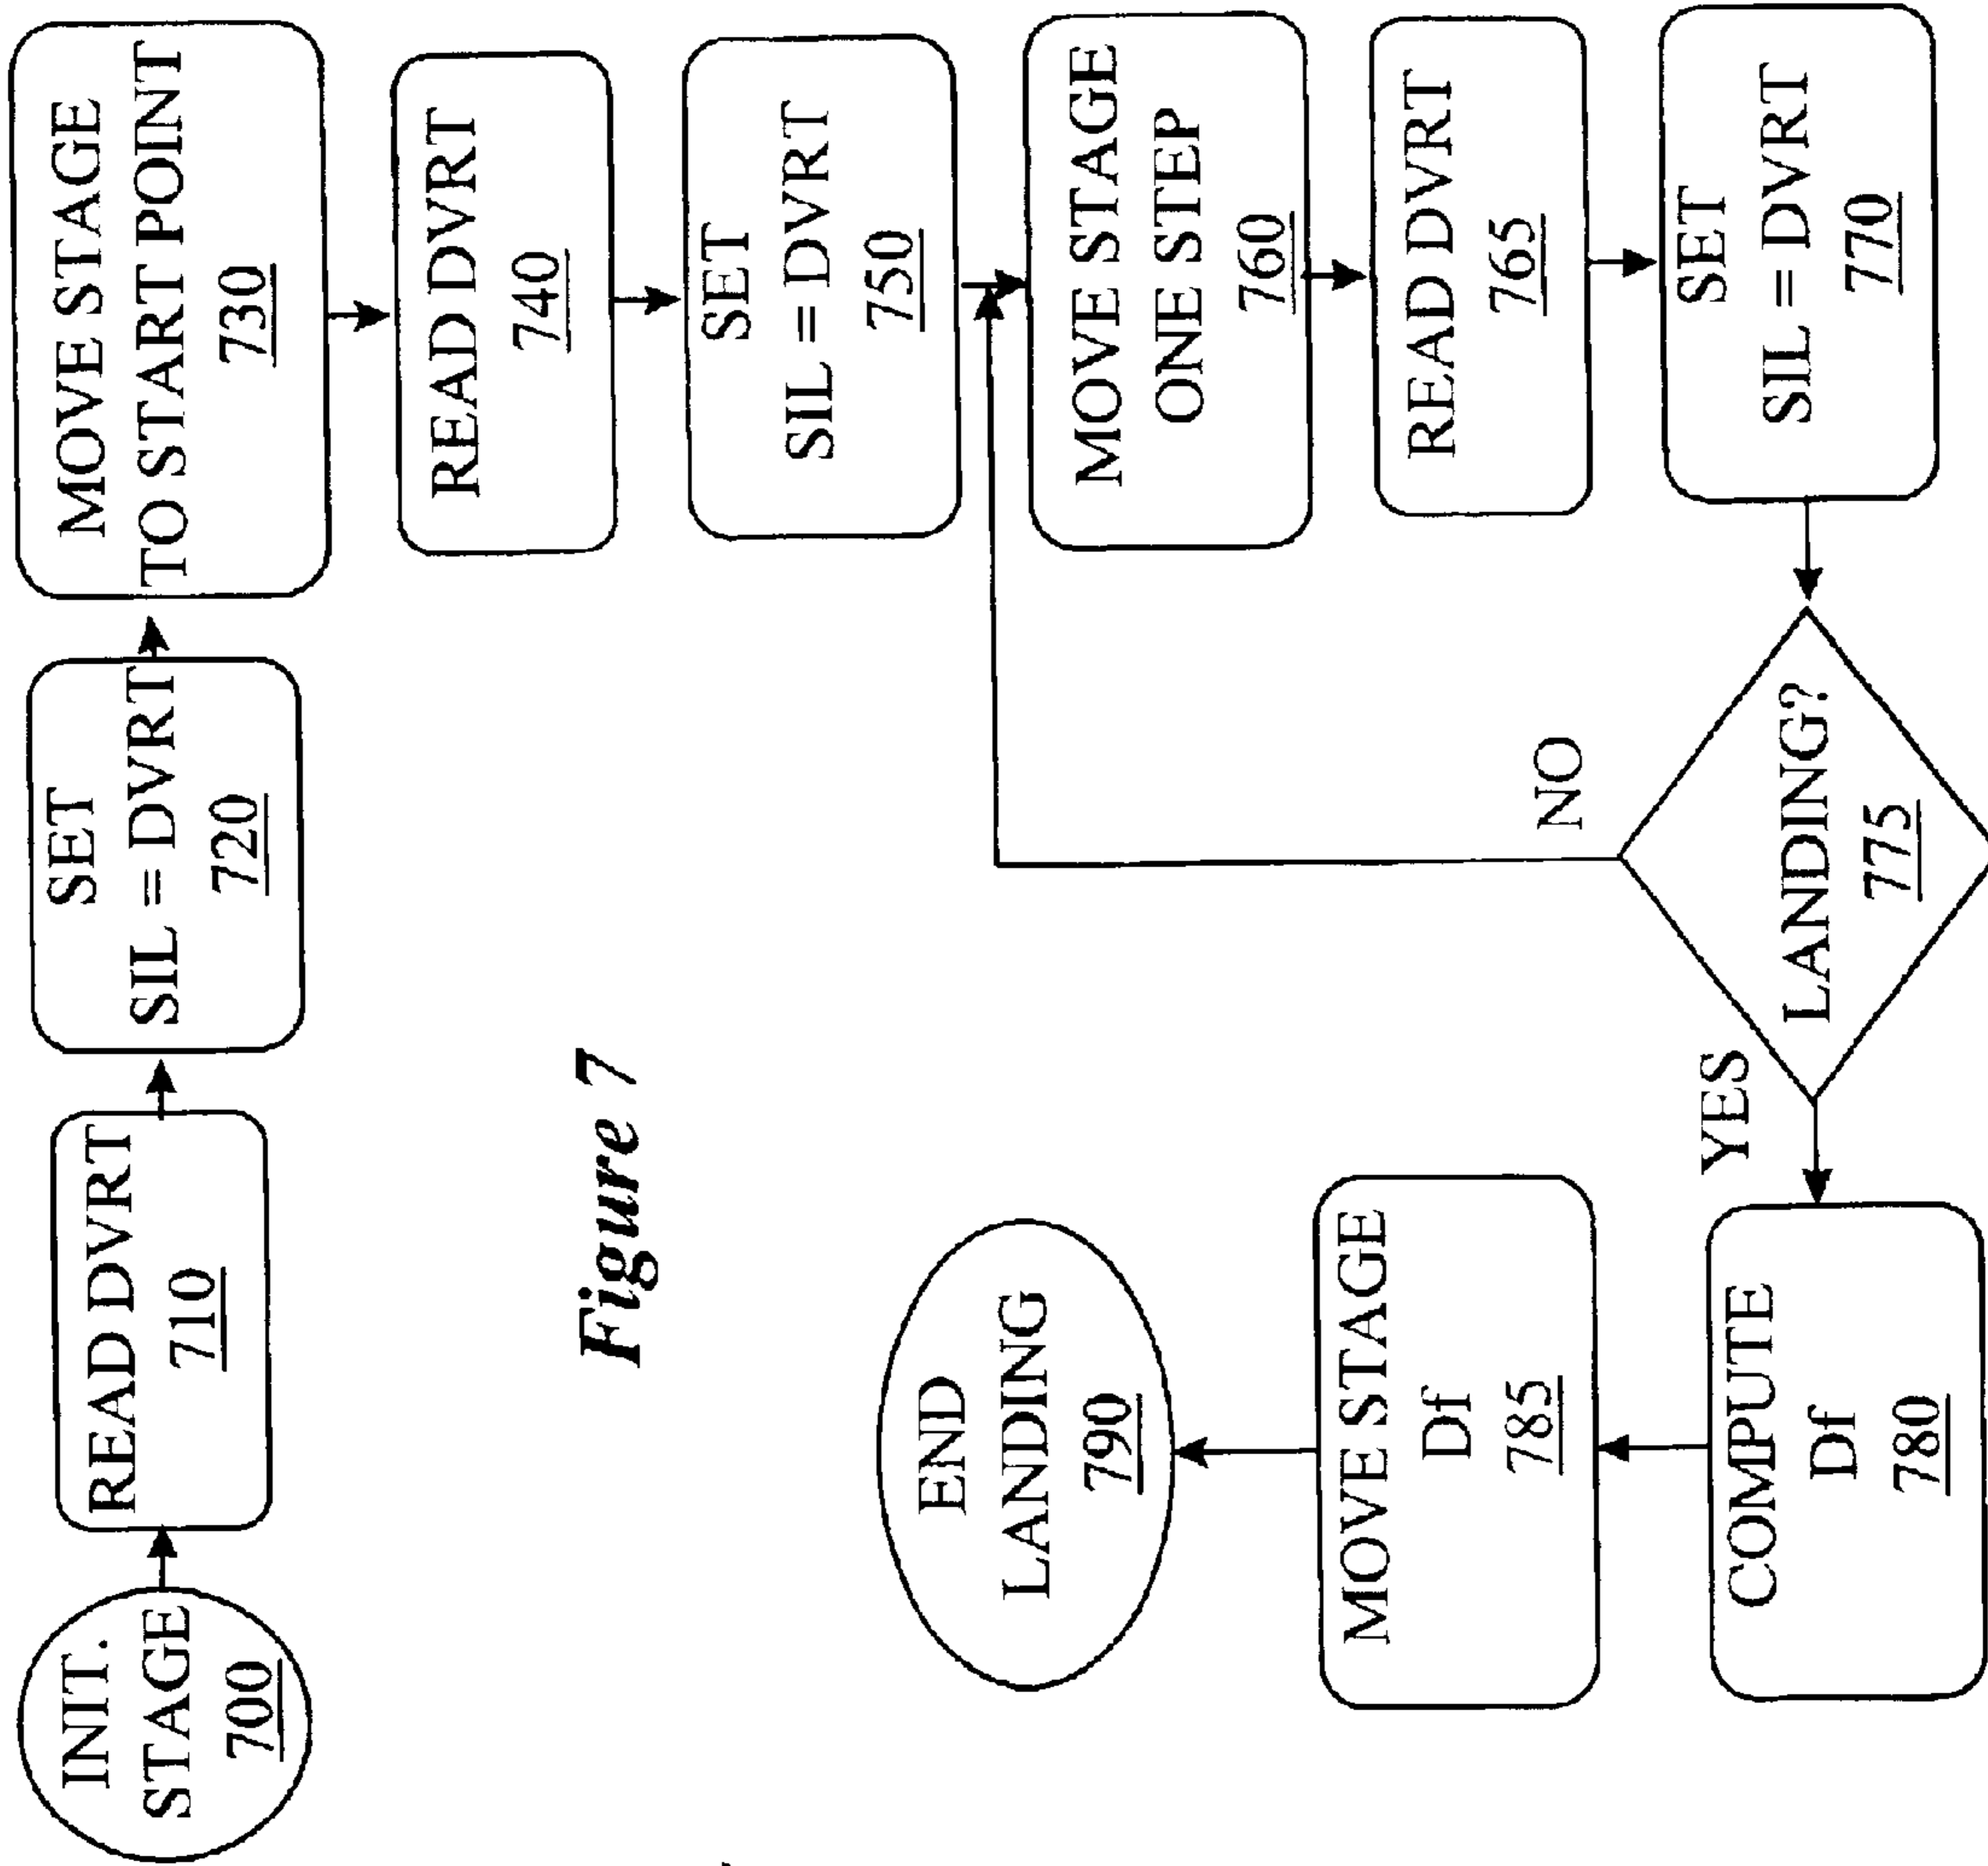 INIT.
STAGE
700
READ DVRT
710
SET
SIL = DVRT
720
MOVE STAGE
TO START POINT
730
READ DVRT
740
SET
SIL = DVRT
750
MOVE STAGE
ONE STEP
760
READ DVRT
765
SET
SIL = DVRT
770
LANDING?
775
NO
YES
COMPUTE
Df
780
MOVE STAGE
Df
785
END
LANDING
790
Figure 7